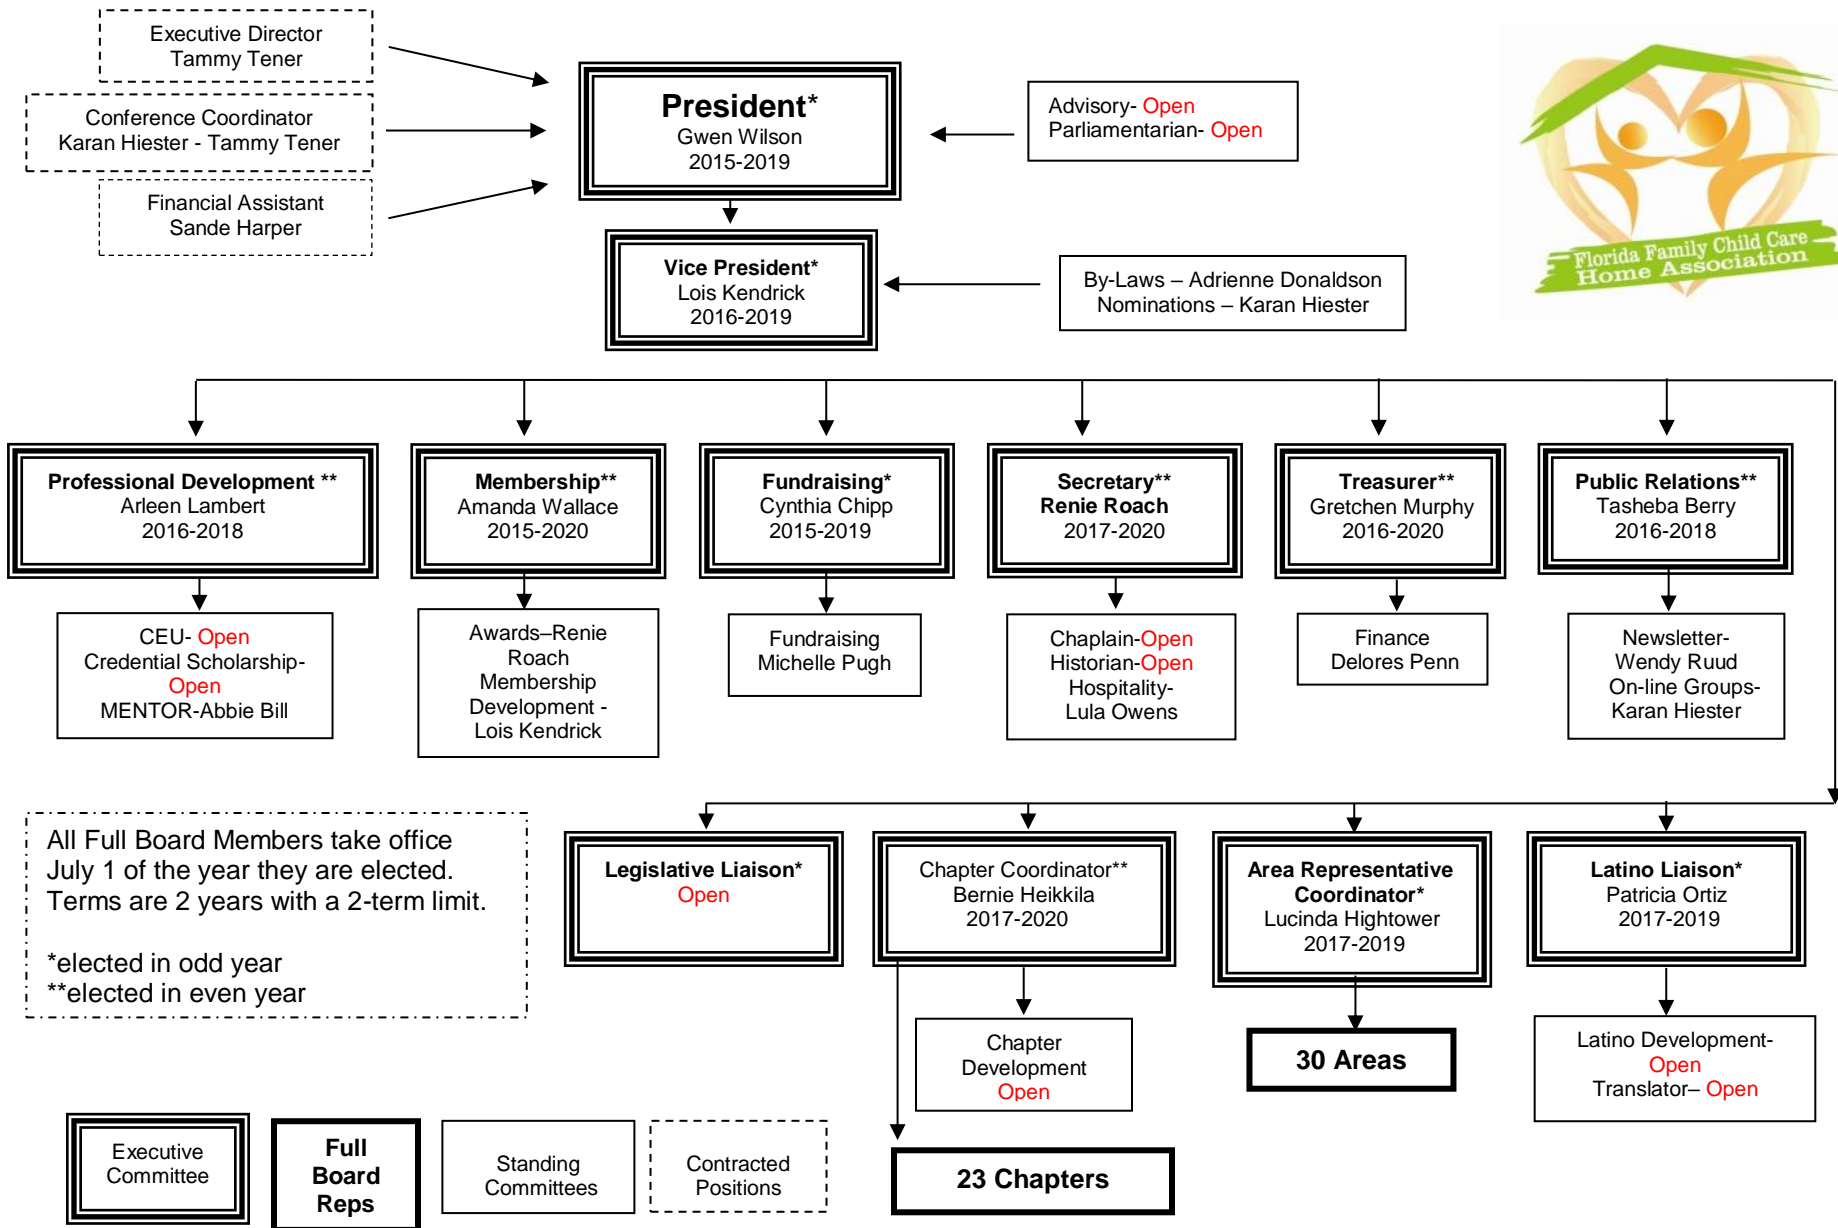 Executive Director
Tammy Tener
Conference Coordinator
Karan Hiester - Tammy Tener
Financial Assistant
Sande Harper
President*
Gwen Wilson
2015-2019
Advisory- Open
Parliamentarian- Open
Florida Family Child Care
Home Association
Vice President*
Lois Kendrick
2016-2019
By-Laws – Adrienne Donaldson
Nominations – Karan Hiester
Professional Development **
Arleen Lambert
2016-2018
Membership**
Amanda Wallace
2015-2020
Fundraising*
Cynthia Chipp
2015-2019
Secretary**
Renie Roach
2017-2020
Treasurer**
Gretchen Murphy
2016-2020
Public Relations**
Tasheba Berry
2016-2018
CEU- Open
Credential Scholarship-
Open
MENTOR-Abbie Bill
Awards–Renie
Roach
Membership
Development -
Lois Kendrick
Fundraising
Michelle Pugh
Chaplain-Open
Historian-Open
Hospitality-
Lula Owens
Finance
Delores Penn
Newsletter-
Wendy Ruud
On-line Groups-
Karan Hiester
All Full Board Members take office
July 1 of the year they are elected.
Terms are 2 years with a 2-term limit.
*elected in odd year
**elected in even year
Legislative Liaison*
Open
Chapter Coordinator**
Bernie Heikkila
2017-2020
Area Representative
Coordinator*
Lucinda Hightower
2017-2019
Latino Liaison*
Patricia Ortiz
2017-2019
Chapter
Development
Open
30 Areas
Latino Development-
Open
Translator– Open
23 Chapters
Executive
Committee
Full
Board
Reps
Standing
Committees
Contracted
Positions